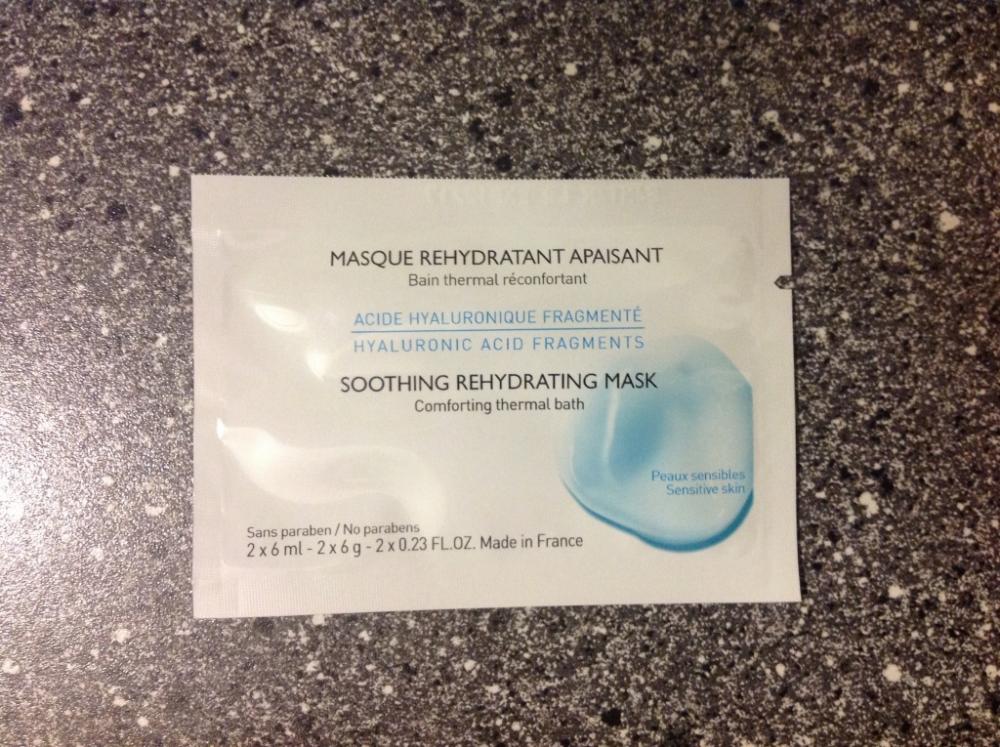 MASQUE REHYDRATANT APAISANT
Bain thermal réconfortant
ACIDE HYALURONIQUE FRAGMENTÉ
HYALURONIC ACID FRAGMENTS
SOOTHING REHYDRATING MASK
Comforting thermal bath
Peaux sensibles
Sensitive skin
Sans paraben / No parabens
2 x 6 ml - 2 x 6 g - 2 x 0.23 FL.OZ. Made in France